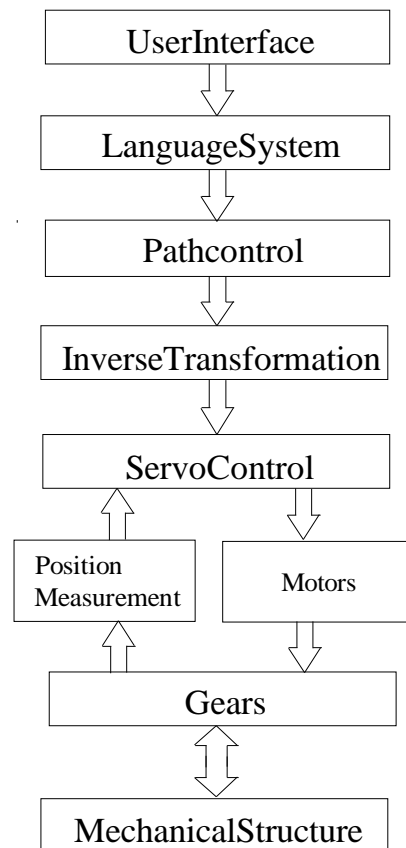 UserInterface
LanguageSystem
Pathcontrol
InverseTransformation
ServoControl
Position
Measurement
Motors
Gears
MechanicalStructure